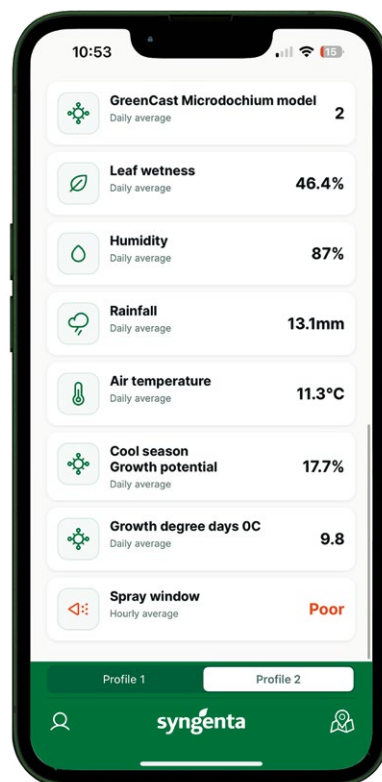 10:53
15
GreenCast Microdochium model
Daily average
2
Leaf wetness
Daily average
46.4%
Humidity
Daily average
87%
Rainfall
Daily average
13.1mm
Air temperature
Daily average
11.3°C
Cool season
Growth potential
Daily average
17.7%
Growth degree days 0C
Daily average
9.8
Spray window
Hourly average
Poor
Profile 1
Profile 2
syngenta